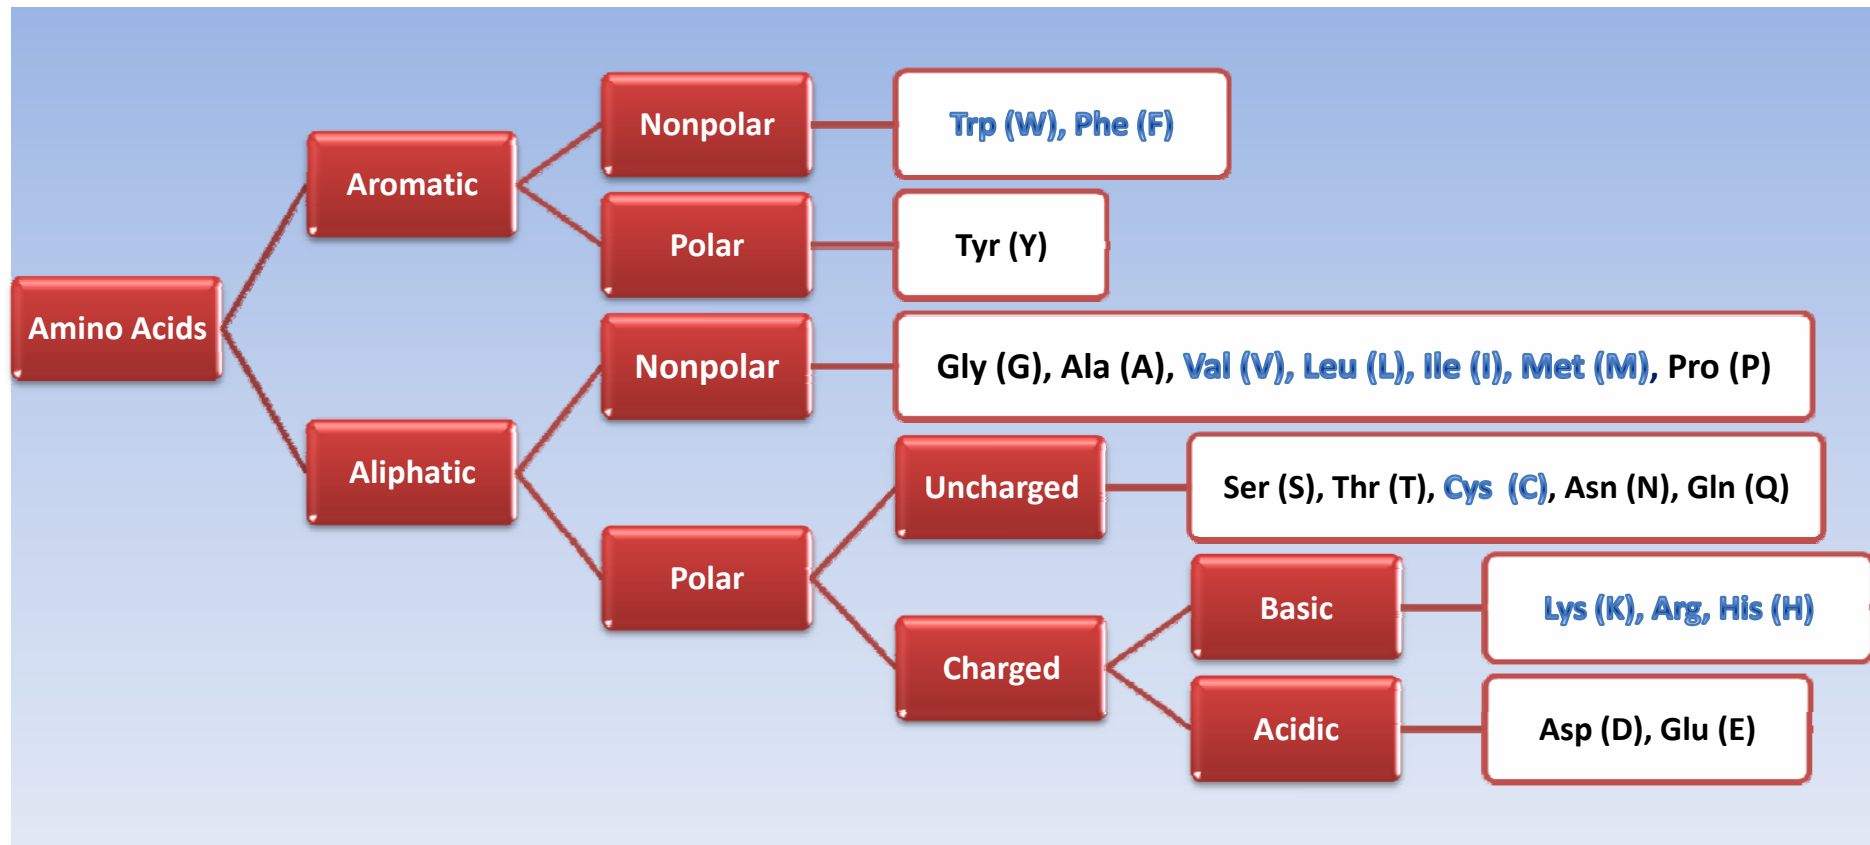 Amino Acids
Aromatic
Nonpolar
Trp (W), Phe (F)
Polar
Tyr (Y)
Aliphatic
Nonpolar
Gly (G), Ala (A), Val (V), Leu (L), Ile (I), Met (M), Pro (P)
Polar
Uncharged
Ser (S), Thr (T), Cys (C), Asn (N), Gln (Q)
Charged
Basic
Lys (K), Arg, His (H)
Acidic
Asp (D), Glu (E)